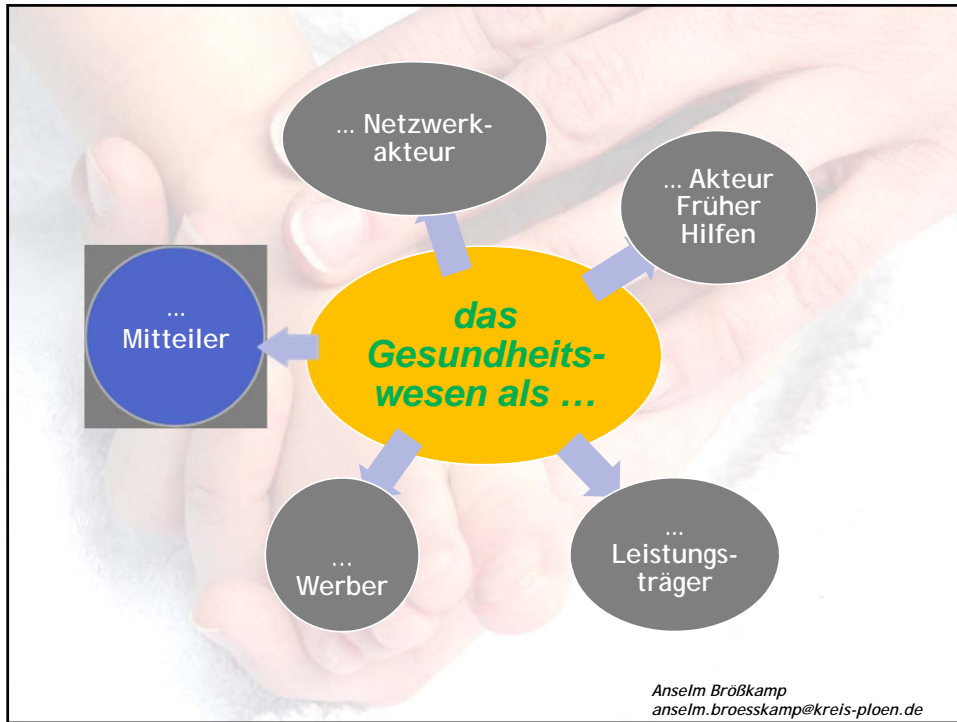 … Netzwerk-
akteur
… Akteur
Früher
Hilfen
…
Mitteiler
das
Gesundheits-
wesen als …
…
Werber
…
Leistungs-
träger
Anselm Brößkamp
anselm.broesskamp@kreis-ploen.de